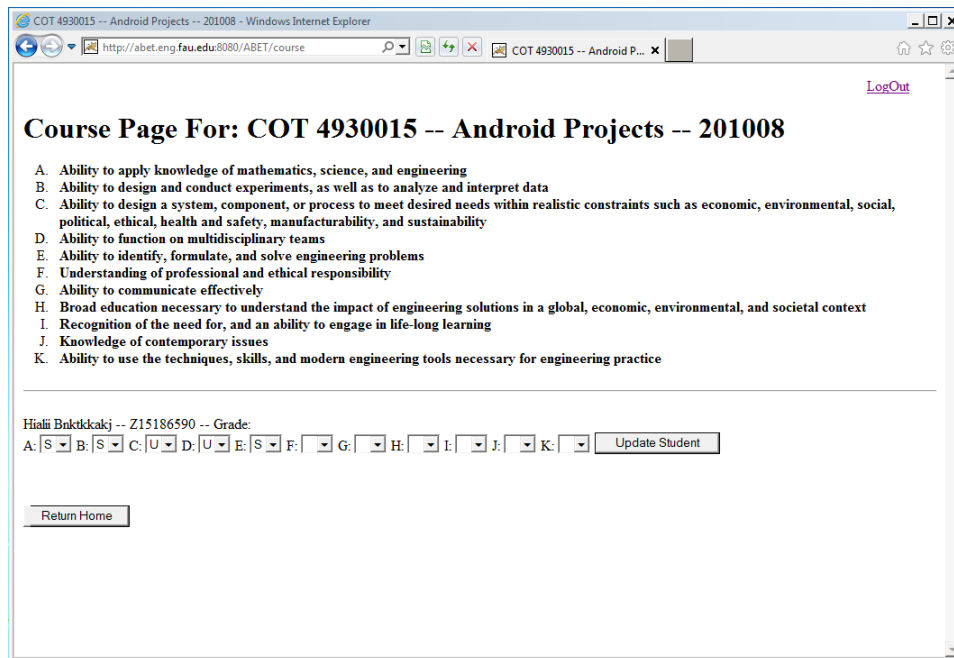 COT 4930015 -- Android Projects -- 201008 - Windows Internet Explorer
http://abet.eng.fau.edu:8080/ABET/course
COT 4930015 -- Android P...
LogOut
Course Page For: COT 4930015 -- Android Projects -- 201008
A. Ability to apply knowledge of mathematics, science, and engineering
B. Ability to design and conduct experiments, as well as to analyze and interpret data
C. Ability to design a system, component, or process to meet desired needs within realistic constraints such as economic, environmental, social,
political, ethical, health and safety, manufacturability, and sustainability
D. Ability to function on multidisciplinary teams
E. Ability to identify, formulate, and solve engineering problems
F. Understanding of professional and ethical responsibility
G. Ability to communicate effectively
H. Broad education necessary to understand the impact of engineering solutions in a global, economic, environmental, and societal context
I. Recognition of the need for, and an ability to engage in life-long learning
J. Knowledge of contemporary issues
K. Ability to use the techniques, skills, and modern engineering tools necessary for engineering practice
Hialii Bnktkkakj -- Z15186590 -- Grade:
A: S B: S C: U D: U E: S F: G: H: I: J: K: Update Student
Return Home